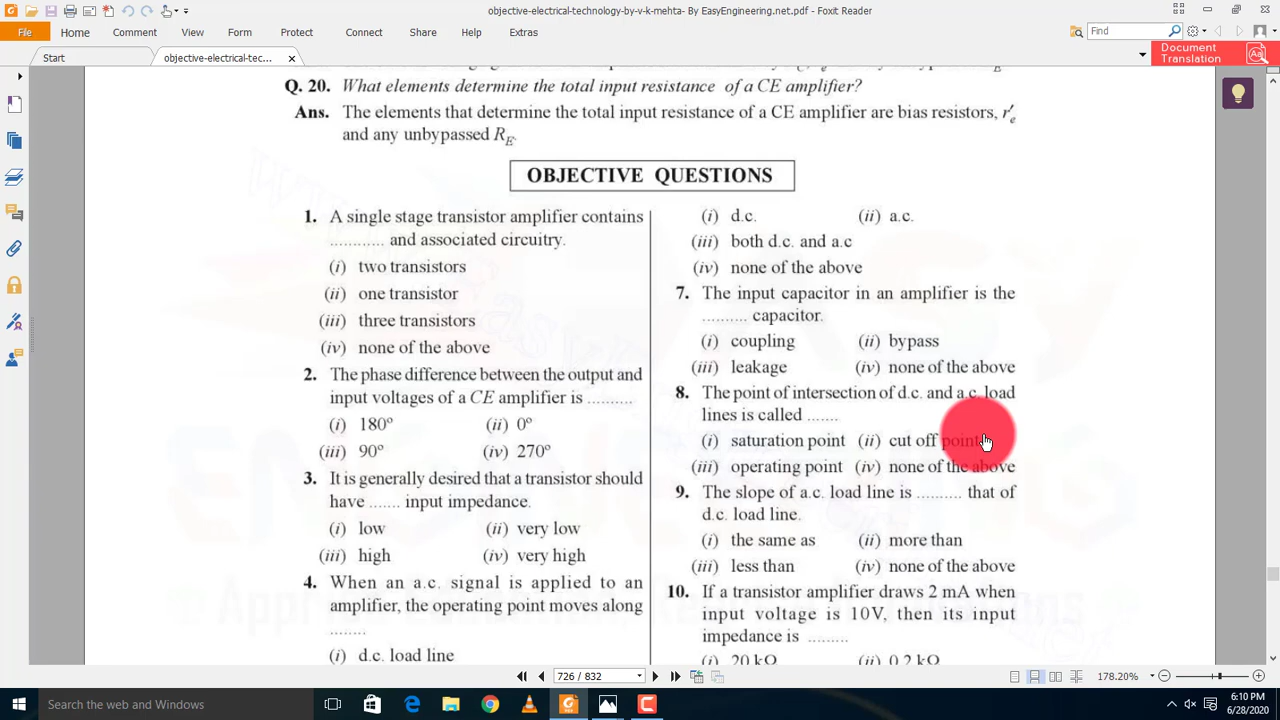 objective-electrical-technology-by-v-k-mehta- By EasyEngineering.net.pdf - Foxit Reader
File Home Comment View Form Protect Connect Share Help Extras
Find
Document Translation
Start objective-electrical-tec...
Q. 20. What elements determine the total input resistance of a CE amplifier?
Ans. The elements that determine the total input resistance of a CE amplifier are bias resistors, r′e
and any unbypassed RE.
OBJECTIVE QUESTIONS
1. A single stage transistor amplifier contains
............ and associated circuitry.
(i) two transistors
(ii) one transistor
(iii) three transistors
(iv) none of the above
2. The phase difference between the output and
input voltages of a CE amplifier is ..........
(i) 180º (ii) 0º
(iii) 90º (iv) 270º
3. It is generally desired that a transistor should
have ....... input impedance.
(i) low (ii) very low
(iii) high (iv) very high
4. When an a.c. signal is applied to an
amplifier, the operating point moves along
........
(i) d.c. load line
(i) d.c. (ii) a.c.
(iii) both d.c. and a.c
(iv) none of the above
7. The input capacitor in an amplifier is the
.......... capacitor.
(i) coupling (ii) bypass
(iii) leakage (iv) none of the above
8. The point of intersection of d.c. and a.c. load
lines is called .......
(i) saturation point (ii) cut off point
(iii) operating point (iv) none of the above
9. The slope of a.c. load line is .......... that of
d.c. load line.
(i) the same as (ii) more than
(iii) less than (iv) none of the above
10. If a transistor amplifier draws 2 mA when
input voltage is 10V, then its input
impedance is .........
(i) 20 kΩ (ii) 0.2 kΩ
726 / 832
178.20%
Search the web and Windows
6:10 PM
6/28/2020